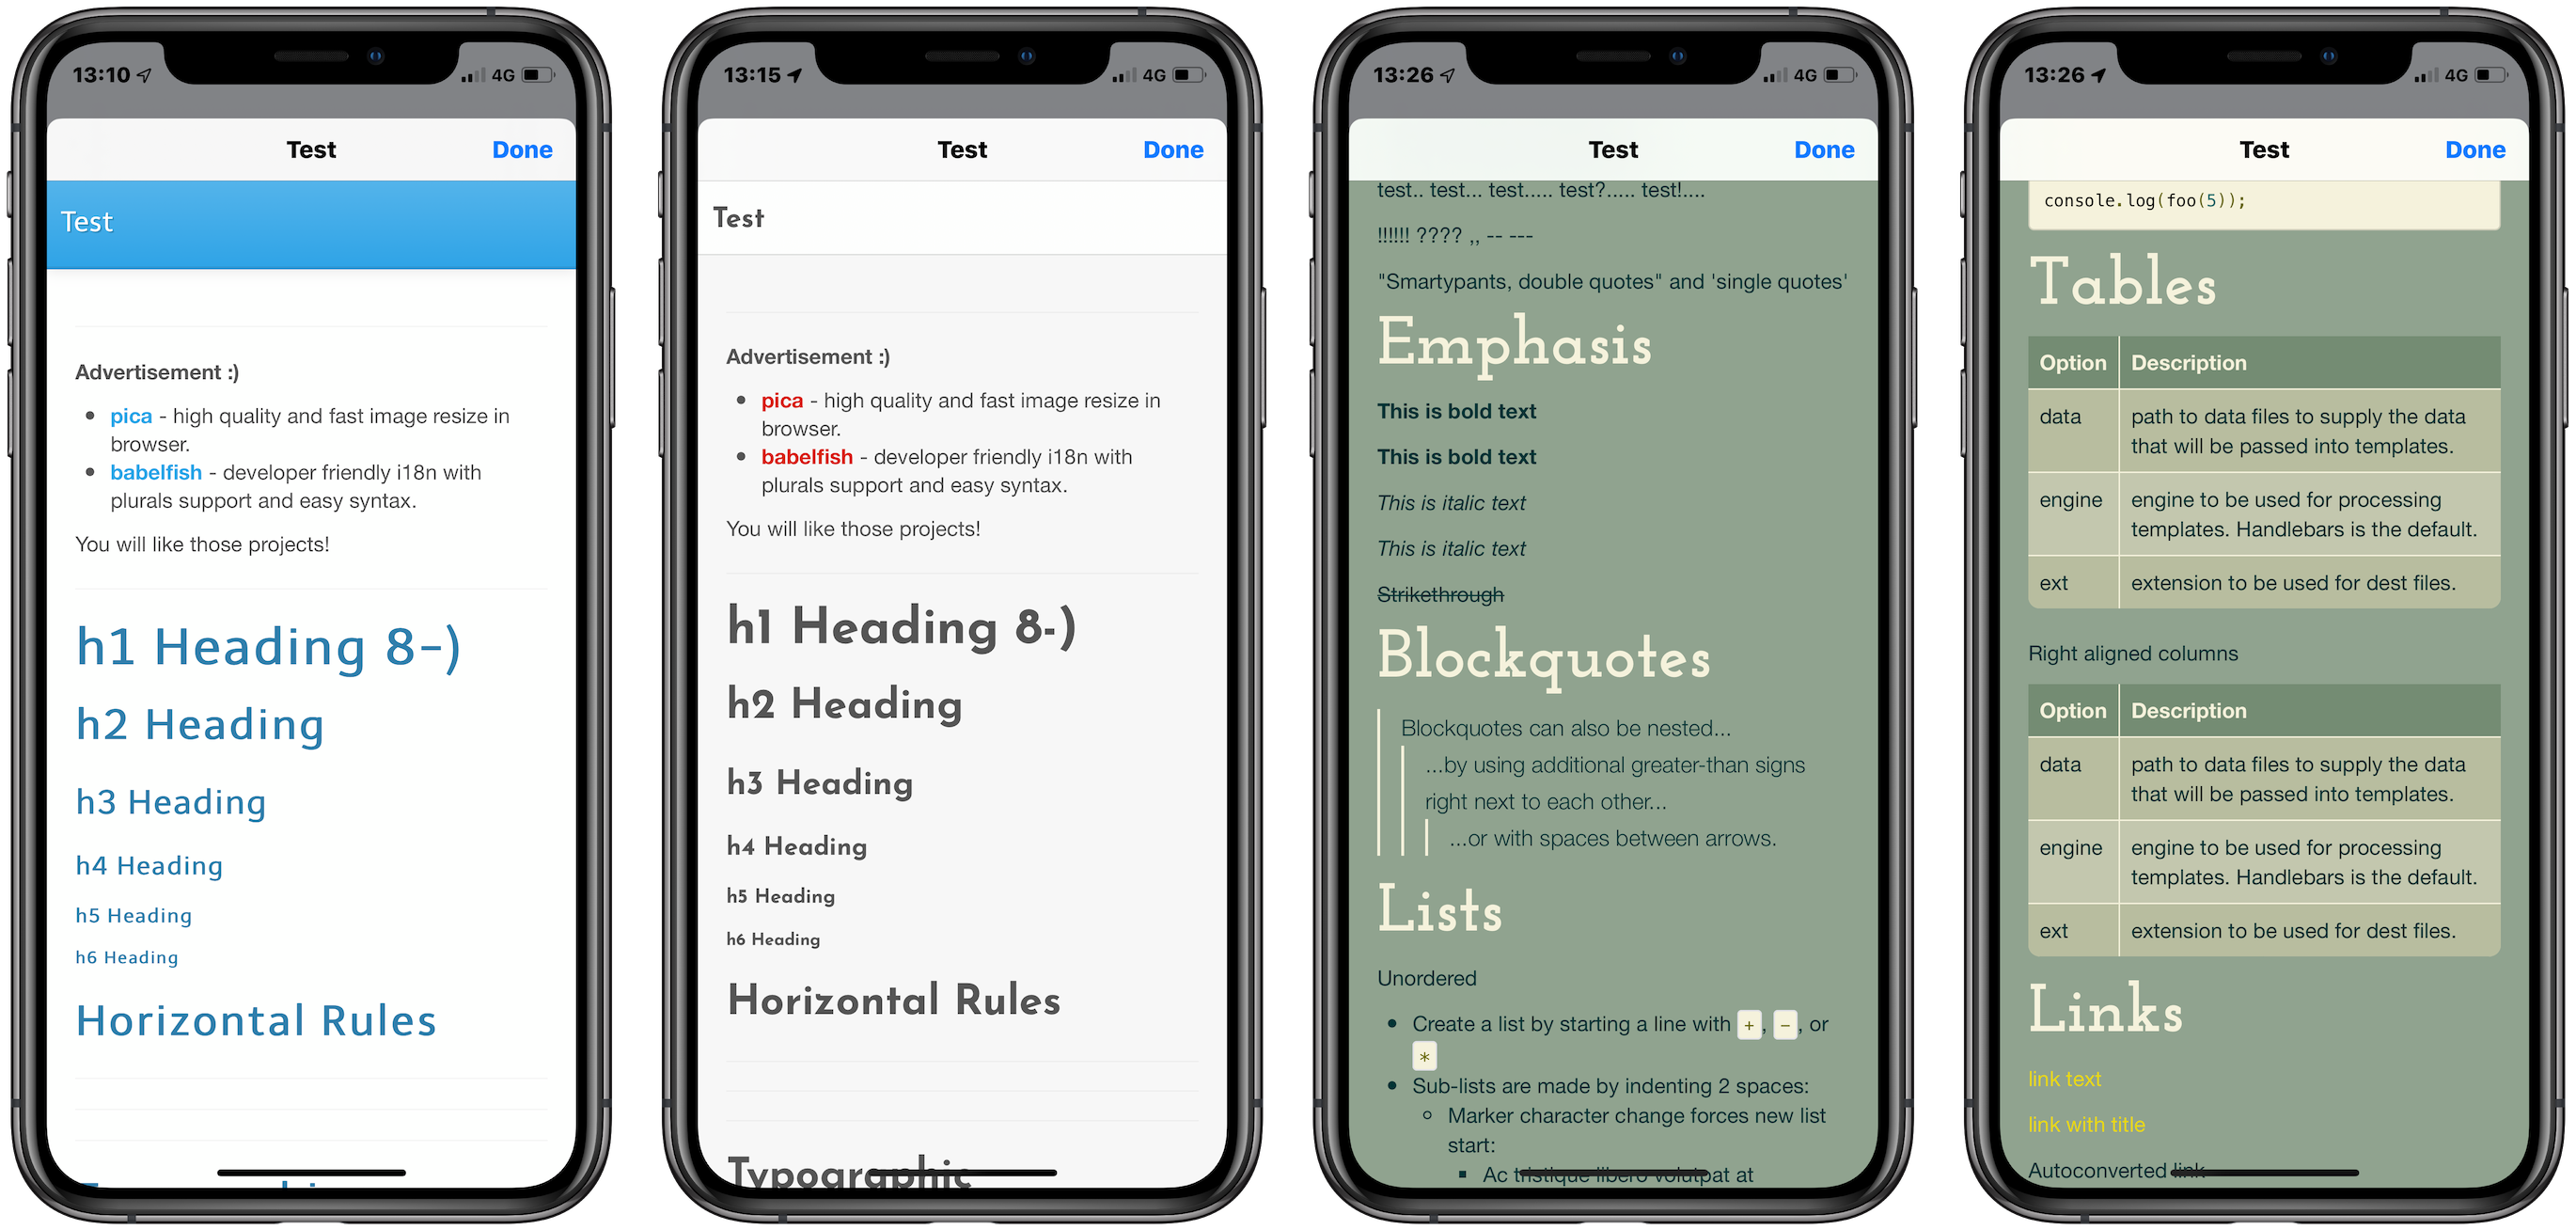 13:10
4G
Test
Done
Test
Advertisement :)
pica - high quality and fast image resize in
browser.
babelfish - developer friendly i18n with
plurals support and easy syntax.
You will like those projects!
h1 Heading 8-)
h2 Heading
h3 Heading
h4 Heading
h5 Heading
h6 Heading
Horizontal Rules
13:15
4G
Test
Done
Test
Advertisement :)
pica - high quality and fast image resize in
browser.
babelfish - developer friendly i18n with
plurals support and easy syntax.
You will like those projects!
h1 Heading 8-)
h2 Heading
h3 Heading
h4 Heading
h5 Heading
h6 Heading
Horizontal Rules
Typographic
13:26
4G
Test
Done
test.. test... test..... test?..... test!....
!!!!!! ???? ,, -- ---
"Smartypants, double quotes" and 'single quotes'
Emphasis
This is bold text
This is bold text
This is italic text
This is italic text
Strikethrough
Blockquotes
Blockquotes can also be nested...
...by using additional greater-than signs
right next to each other...
...or with spaces between arrows.
Lists
Unordered
Create a list by starting a line with +, -, or
*
Sub-lists are made by indenting 2 spaces:
Marker character change forces new list
start:
Ac tristique libero volutpat at
13:26
4G
Test
Done
console.log(foo(5));
Tables
Option Description
data path to data files to supply the data
that will be passed into templates.
engine engine to be used for processing
templates. Handlebars is the default.
ext extension to be used for dest files.
Right aligned columns
Option Description
data path to data files to supply the data
that will be passed into templates.
engine engine to be used for processing
templates. Handlebars is the default.
ext extension to be used for dest files.
Links
link text
link with title
Autoconverted link